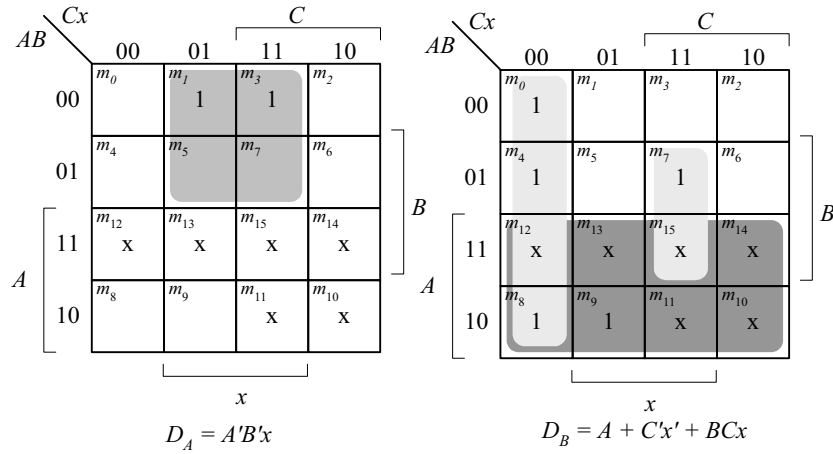 Cx
C
AB
00 01 11 10
00
m0
m1 1
m3 1
m2
01
m4
m5
m7
m6
B
A
11
m12 x
m13 x
m15 x
m14 x
10
m8
m9
m11 x
m10 x
x
DA = A'B'x
Cx
C
AB
00 01 11 10
00
m0 1
m1
m3
m2
01
m4 1
m5
m7 1
m6
B
A
11
m12 x
m13 x
m15 x
m14 x
10
m8 1
m9 1
m11 x
m10 x
x
DB = A + C'x' + BCx